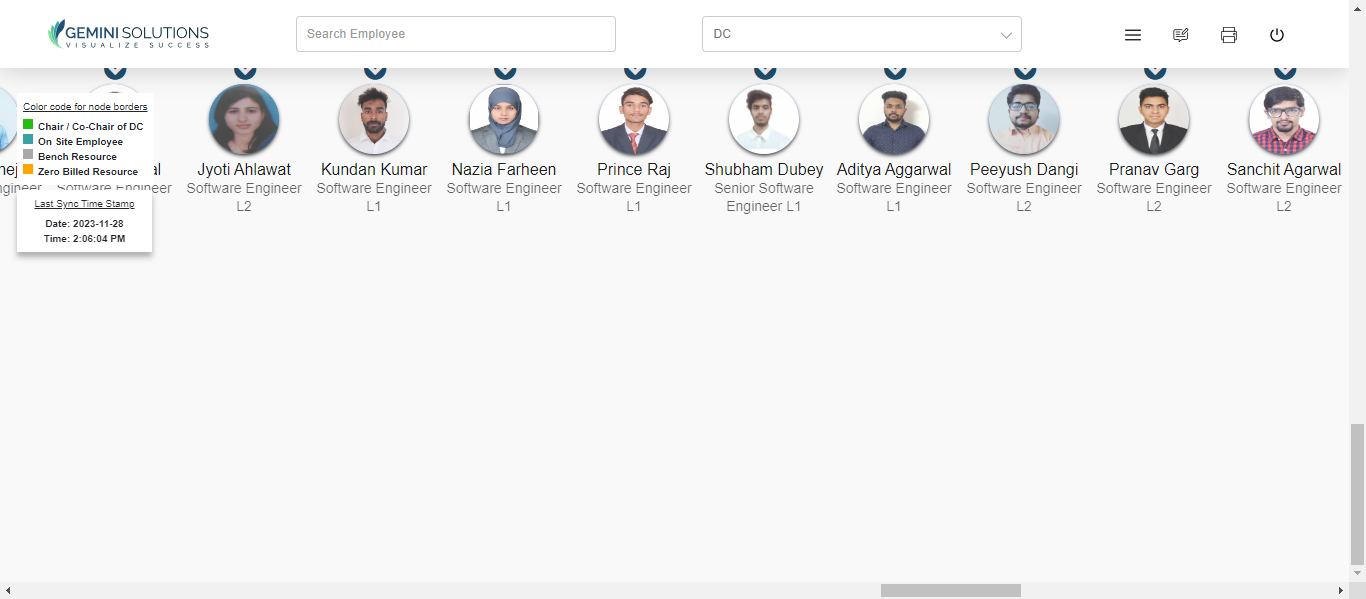 GEMINI SOLUTIONS
VISUALIZE SUCCESS
Search Employee
DC
Color code for node borders
Chair / Co-Chair of DC
On Site Employee
Bench Resource
Zero Billed Resource
Last Sync Time Stamp
Date: 2023-11-28
Time: 2:06:04 PM
Software Engineer
Jyoti Ahlawat
Software Engineer
L2
Kundan Kumar
Software Engineer
L1
Nazia Farheen
Software Engineer
L1
Prince Raj
Software Engineer
L1
Shubham Dubey
Senior Software
Engineer L1
Aditya Aggarwal
Software Engineer
L1
Peeyush Dangi
Software Engineer
L2
Pranav Garg
Software Engineer
L2
Sanchit Agarwal
Software Engineer
L2